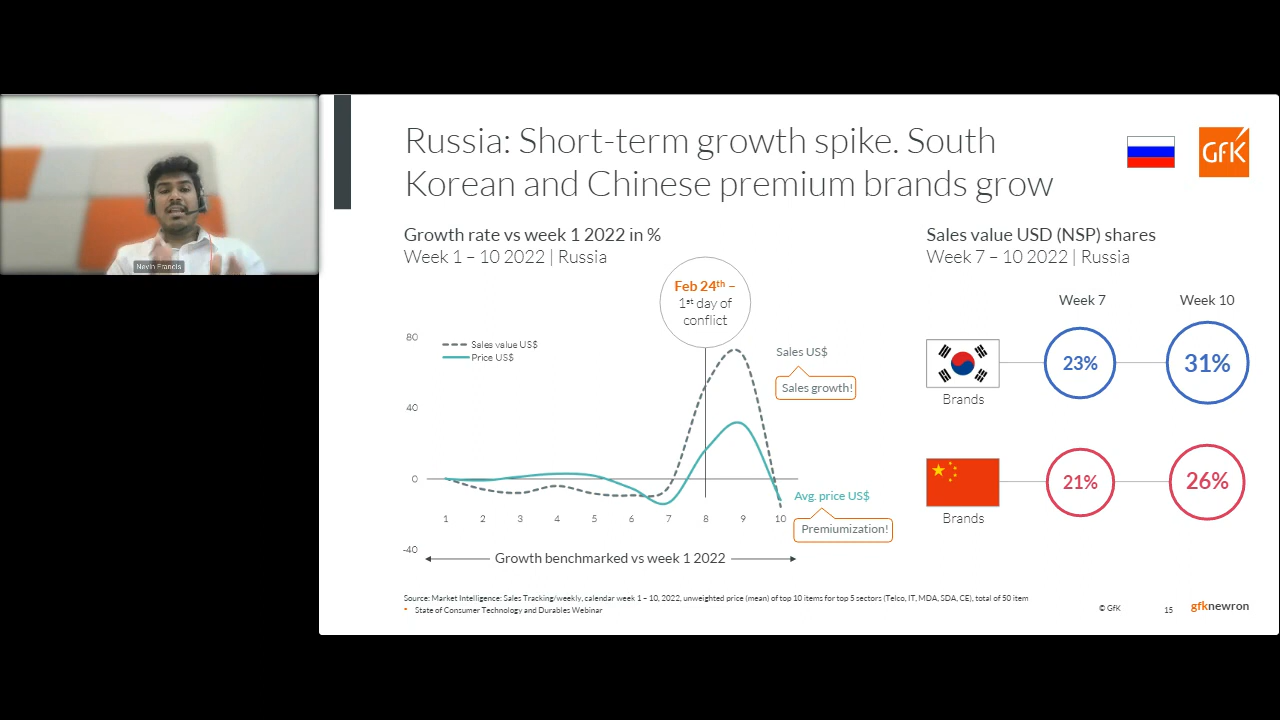 Nevin Francis
Russia: Short-term growth spike. South
Korean and Chinese premium brands grow
GfK
Growth rate vs week 1 2022 in %
Week 1 – 10 2022 | Russia
Feb 24th –
1st day of
conflict
80
40
0
-40
Sales value US$
Price US$
Sales US$
Sales growth!
Avg. price US$
Premiumization!
1 2 3 4 5 6 7 8 9 10
Growth benchmarked vs week 1 2022
Sales value USD (NSP) shares
Week 7 – 10 2022 | Russia
Week 7 Week 10
23% 31%
Brands
21% 26%
Brands
Source: Market Intelligence: Sales Tracking/weekly, calendar week 1 – 10, 2022, unweighted price (mean) of top 10 items for top 5 sectors (Telco, IT, MDA, SDA, CE), total of 50 item
State of Consumer Technology and Durables Webinar
© GfK
15
gfknewron